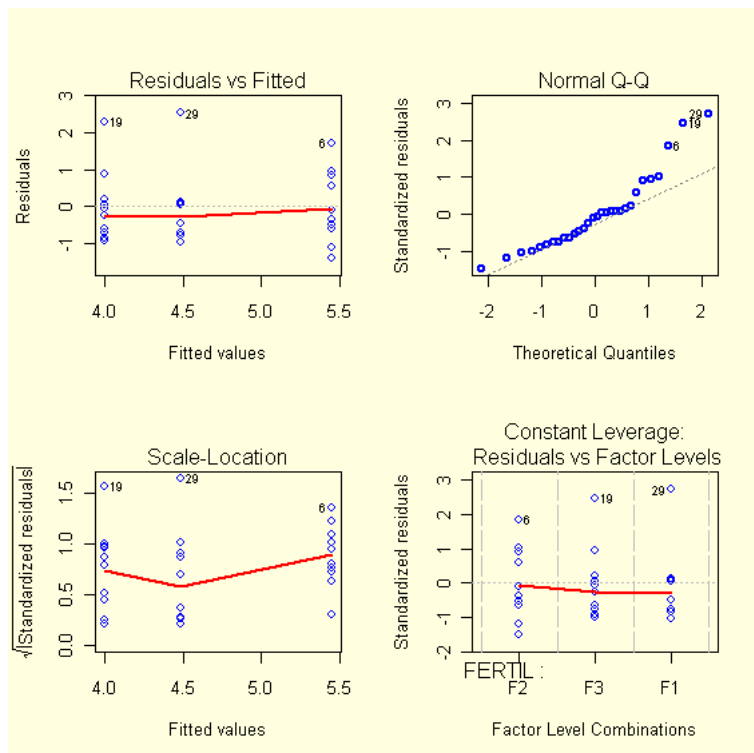 Residuals vs Fitted
3
2
1
0
-1
Residuals
19
29
6
4.0 4.5 5.0 5.5
Fitted values
Normal Q-Q
3
2
1
0
-1
Standardized residuals
29
19
6
-2 -1 0 1 2
Theoretical Quantiles
Scale-Location
1.5
1.0
0.5
0.0
√|Standardized residuals|
19
29
6
4.0 4.5 5.0 5.5
Fitted values
Constant Leverage:
Residuals vs Factor Levels
3
2
1
0
-1
-2
Standardized residuals
6
19
29
FERTIL :
F2 F3 F1
Factor Level Combinations